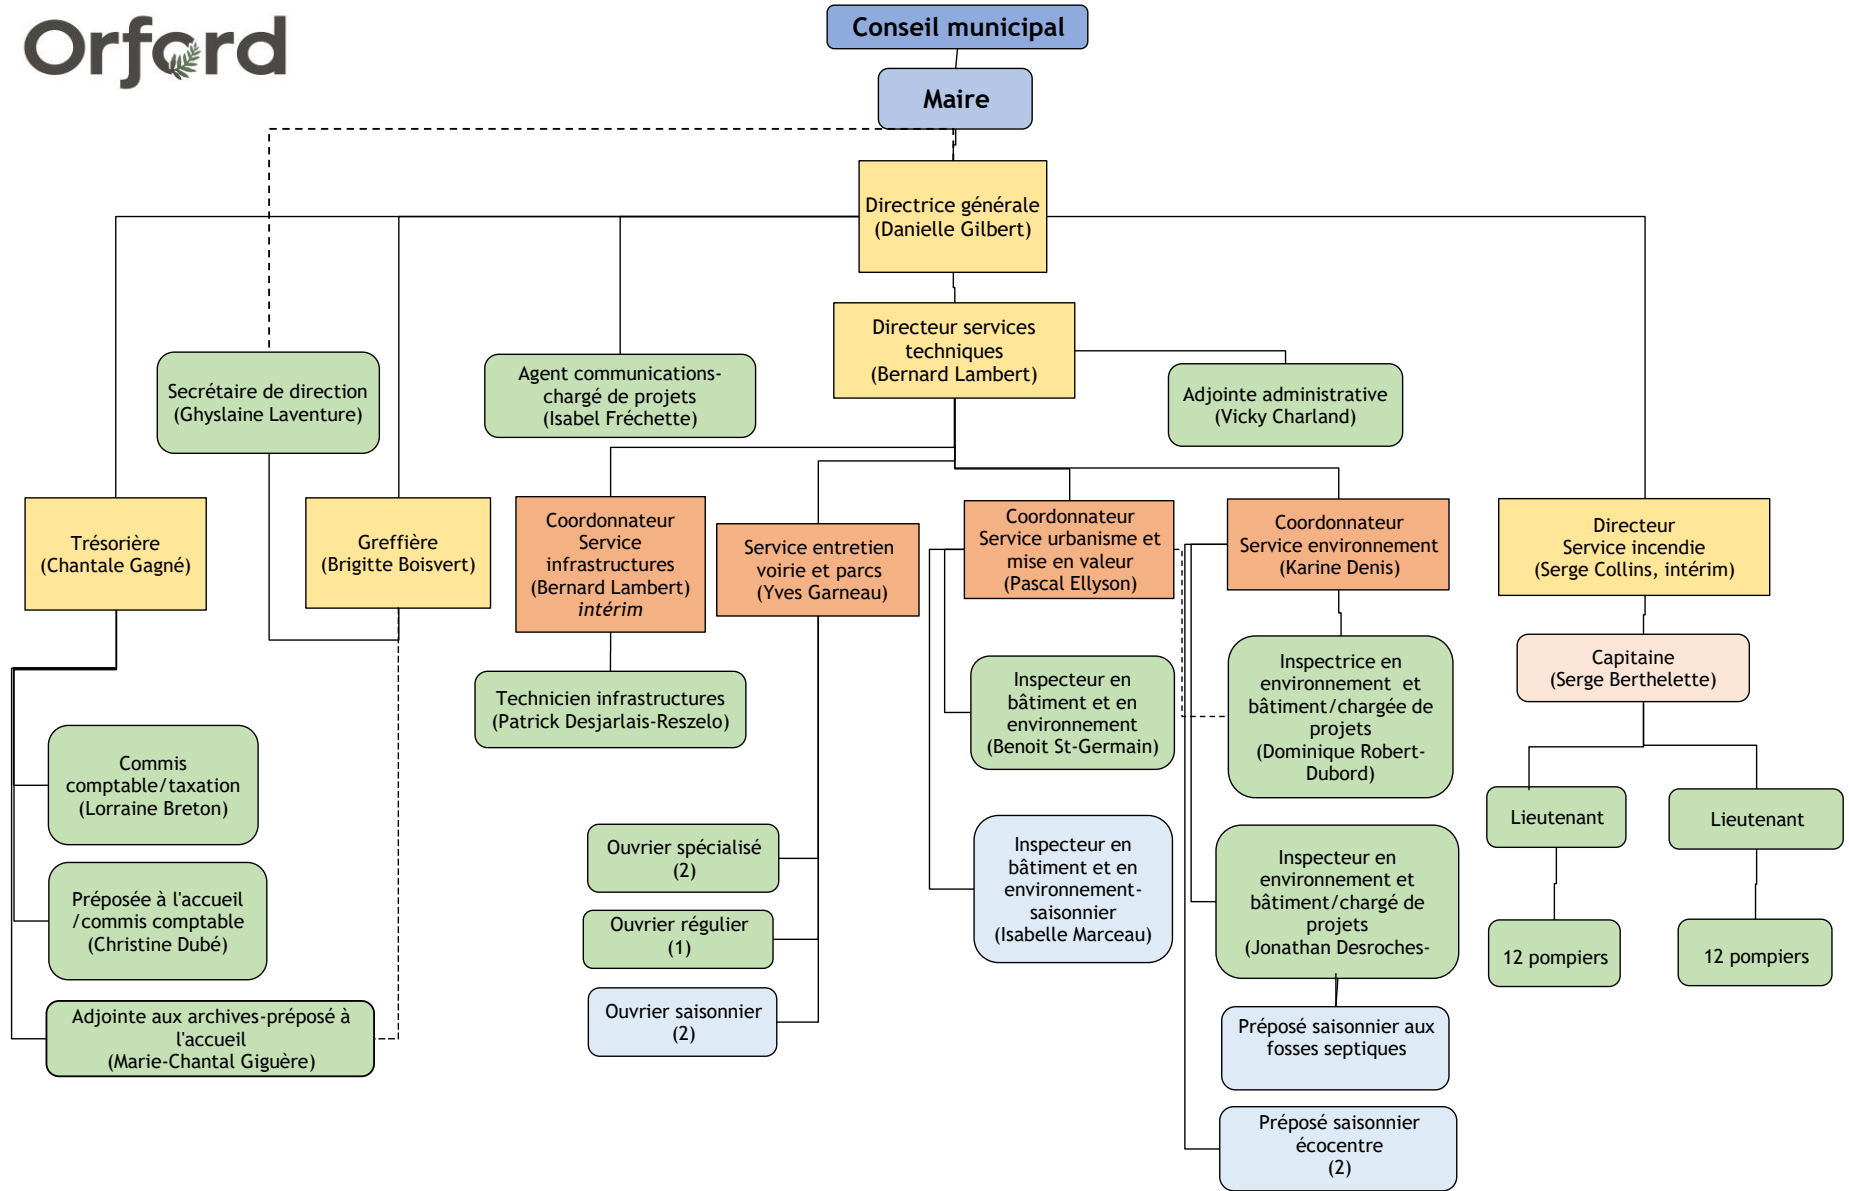 Orford
Conseil municipal
Maire
Directrice générale
(Danielle Gilbert)
Directeur services
techniques
(Bernard Lambert)
Secrétaire de direction
(Ghyslaine Laventure)
Agent communications-
chargé de projets
(Isabel Fréchette)
Adjointe administrative
(Vicky Charland)
Trésorière
(Chantale Gagné)
Greffière
(Brigitte Boisvert)
Coordonnateur
Service
infrastructures
(Bernard Lambert)
intérim
Service entretien
voirie et parcs
(Yves Garneau)
Coordonnateur
Service urbanisme et
mise en valeur
(Pascal Ellyson)
Coordonnateur
Service environnement
(Karine Denis)
Directeur
Service incendie
(Serge Collins, intérim)
Technicien infrastructures
(Patrick Desjarlais-Reszelo)
Inspecteur en
bâtiment et en
environnement
(Benoit St-Germain)
Inspectrice en
environnement  et
bâtiment/chargée de
projets
(Dominique Robert-
Dubord)
Capitaine
(Serge Berthelette)
Commis
comptable/taxation
(Lorraine Breton)
Préposée à l'accueil
/commis comptable
(Christine Dubé)
Adjointe aux archives-préposé à
l'accueil
(Marie-Chantal Giguère)
Ouvrier spécialisé
(2)
Ouvrier régulier
(1)
Ouvrier saisonnier
(2)
Inspecteur en
bâtiment et en
environnement-
saisonnier
(Isabelle Marceau)
Inspecteur en
environnement et
bâtiment/chargé de
projets
(Jonathan Desroches-
Préposé saisonnier aux
fosses septiques
Préposé saisonnier
écocentre
(2)
Lieutenant
Lieutenant
12 pompiers
12 pompiers